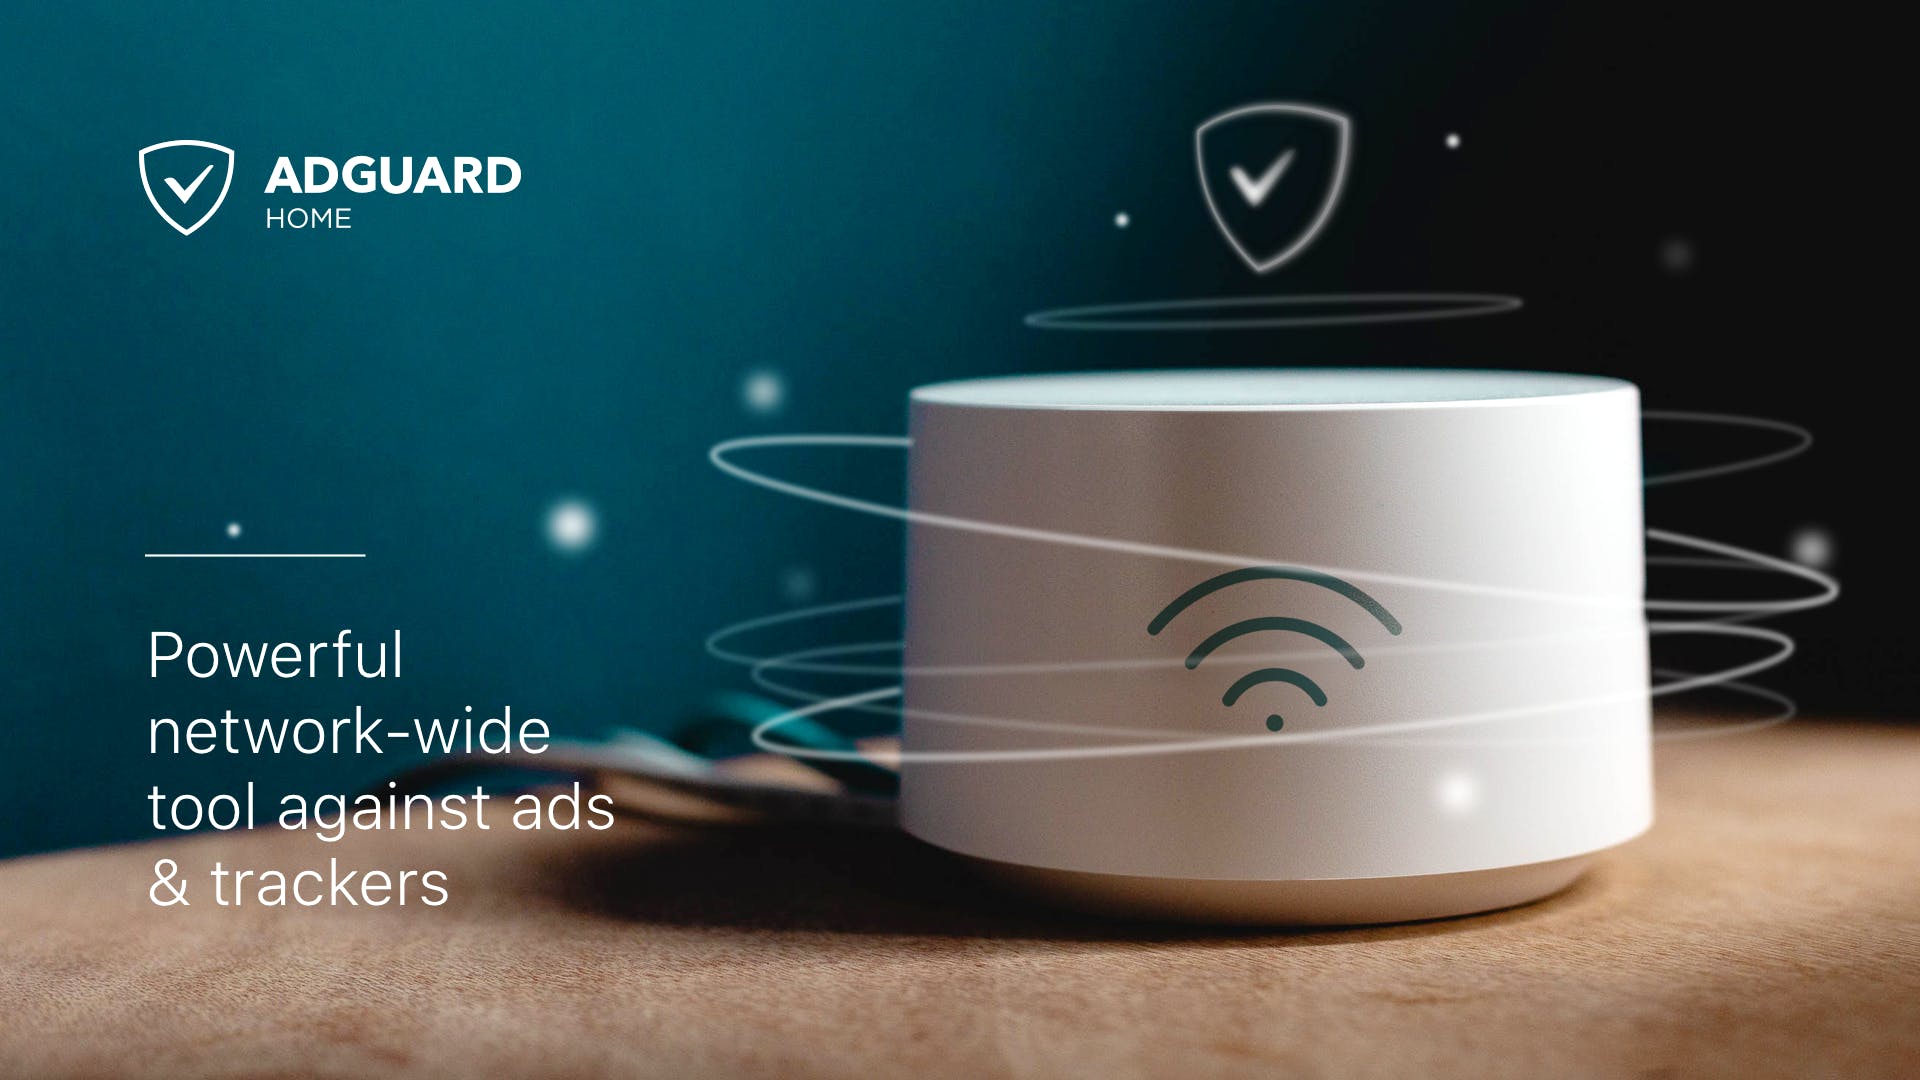 ADGUARD
HOME
Powerful
network-wide
tool against ads
& trackers